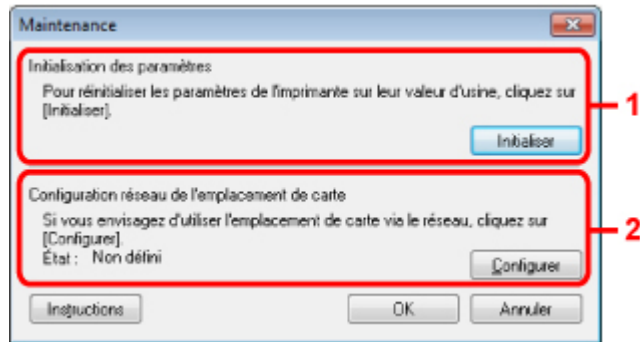 Maintenance
Initialisation des paramètres
Pour réinitialiser les paramètres de l'imprimante sur leur valeur d'usine, cliquez sur
[Initialiser].
1
Initialiser
Configuration réseau de l'emplacement de carte
Si vous envisagez d'utiliser l'emplacement de carte via le réseau, cliquez sur
[Configurer].
2
État : Non défini
Configurer
Instructions
OK
Annuler